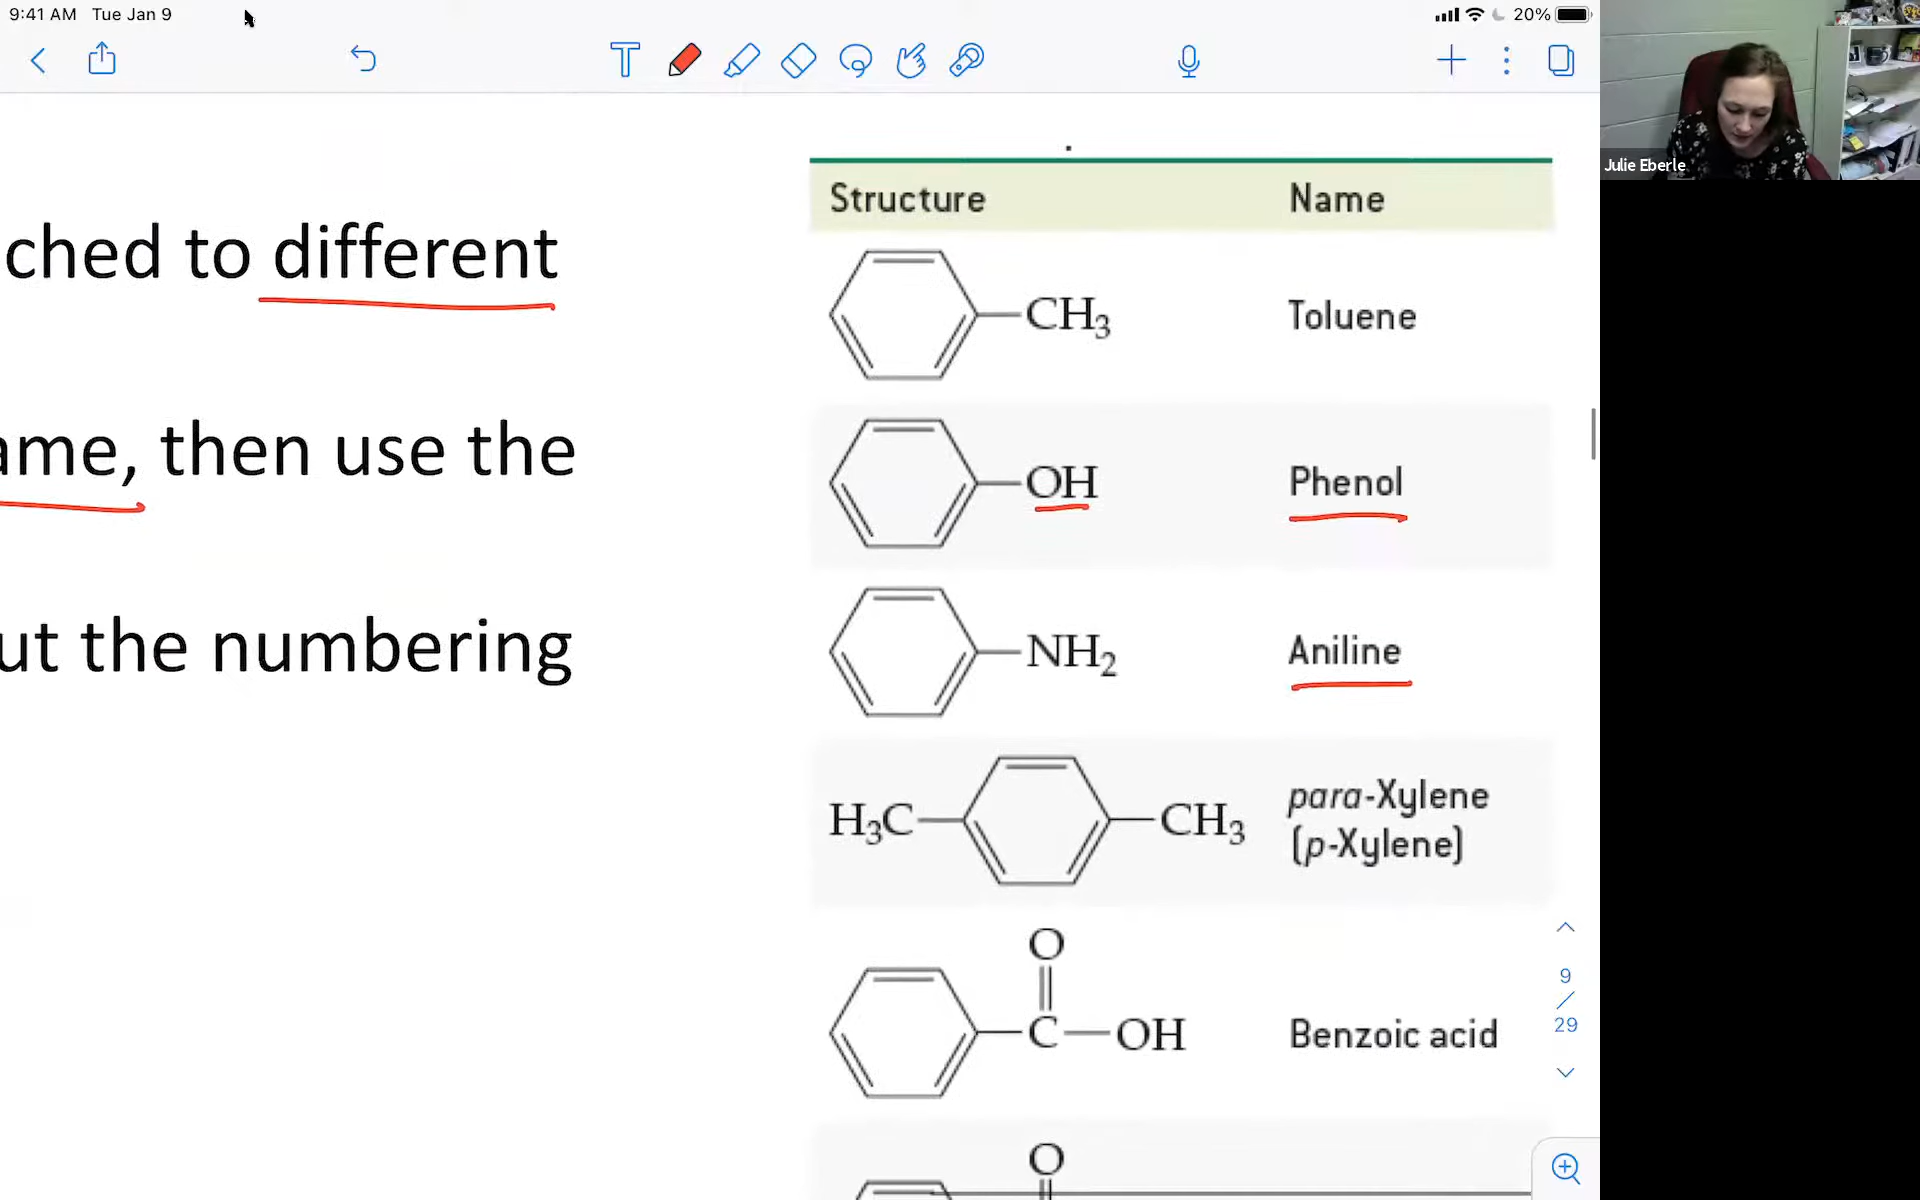 9:41 AM Tue Jan 9
20%
Julie Eberle
ched to different
ame, then use the
ut the numbering
Structure Name
CH3 Toluene
OH Phenol
NH2 Aniline
H3C CH3 para-Xylene
(p-Xylene)
O
C—OH Benzoic acid
O
9
/
29